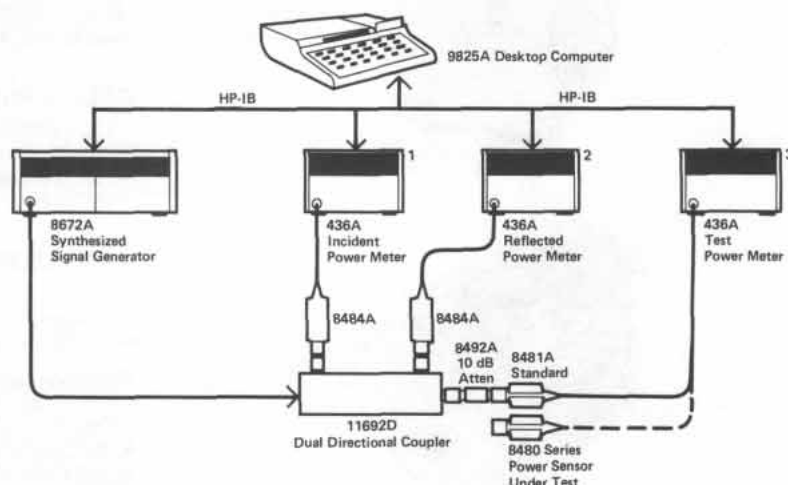 9825A Desktop Computer
HP-IB
HP-IB
1
2
3
8672A
Synthesized
Signal Generator
436A
Incident
Power Meter
436A
Reflected
Power Meter
436A
Test
Power Meter
8484A
8484A
8492A
10 dB
Atten
8481A
Standard
11692D
Dual Directional Coupler
8480 Series
Power Sensor
Under Test